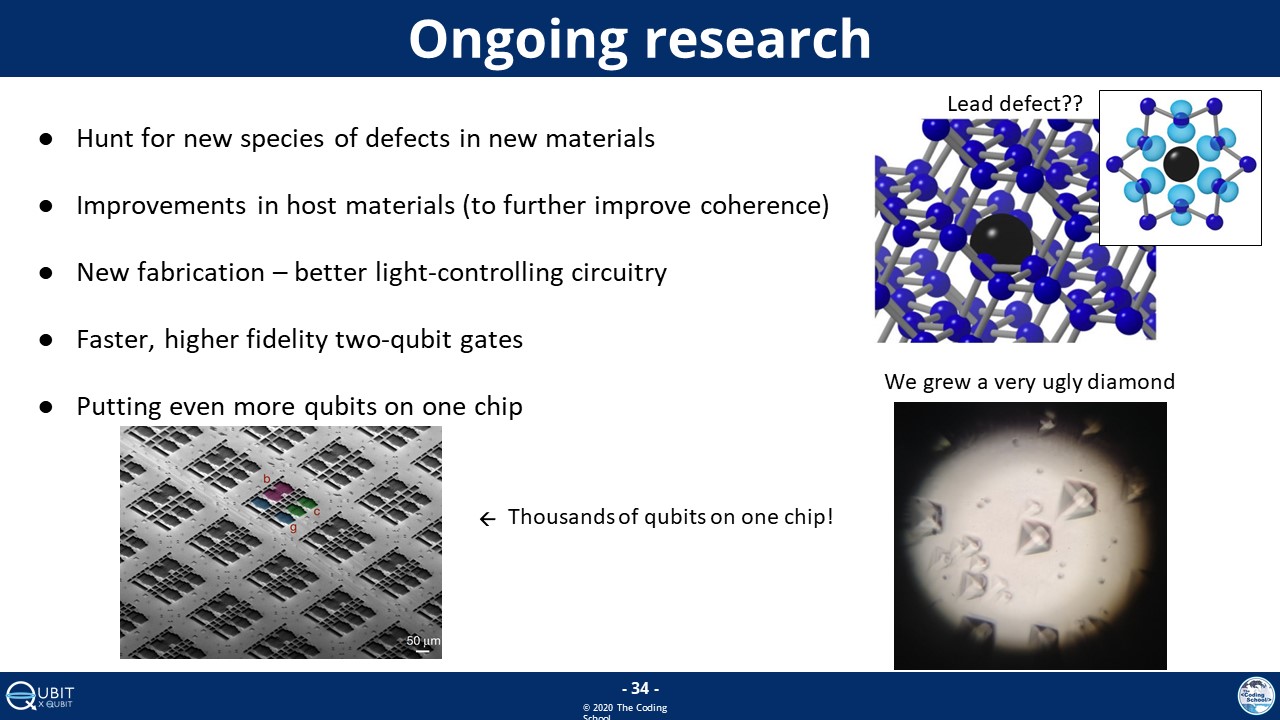 Ongoing research
Lead defect??
● Hunt for new species of defects in new materials
● Improvements in host materials (to further improve coherence)
● New fabrication – better light-controlling circuitry
● Faster, higher fidelity two-qubit gates
● Putting even more qubits on one chip
We grew a very ugly diamond
b
c
g
50 μm
← Thousands of qubits on one chip!
QUBIT
X QUBIT
- 34 -
© 2020 The Coding
School
The
<Coding
School>